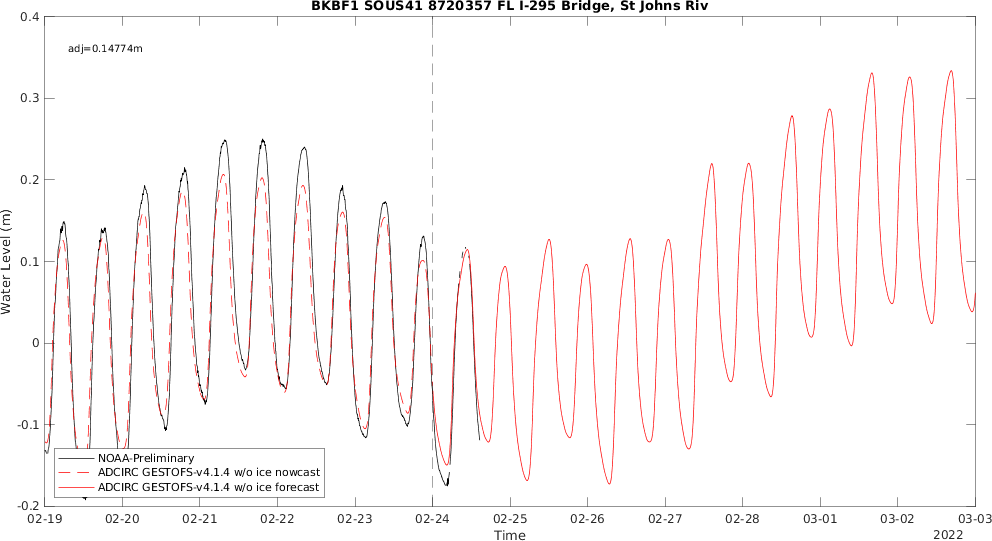 BKBF1 SOUS41 8720357 FL I-295 Bridge, St Johns Riv
0.4
adj=0.14774m
0.3
0.2
0.1
0
-0.1
-0.2
Water Level (m)
NOAA-Preliminary
ADCIRC GESTOFS-v4.1.4 w/o ice nowcast
ADCIRC GESTOFS-v4.1.4 w/o ice forecast
02-19 02-20 02-21 02-22 02-23 02-24 02-25 02-26 02-27 02-28 03-01 03-02 03-03
Time
2022